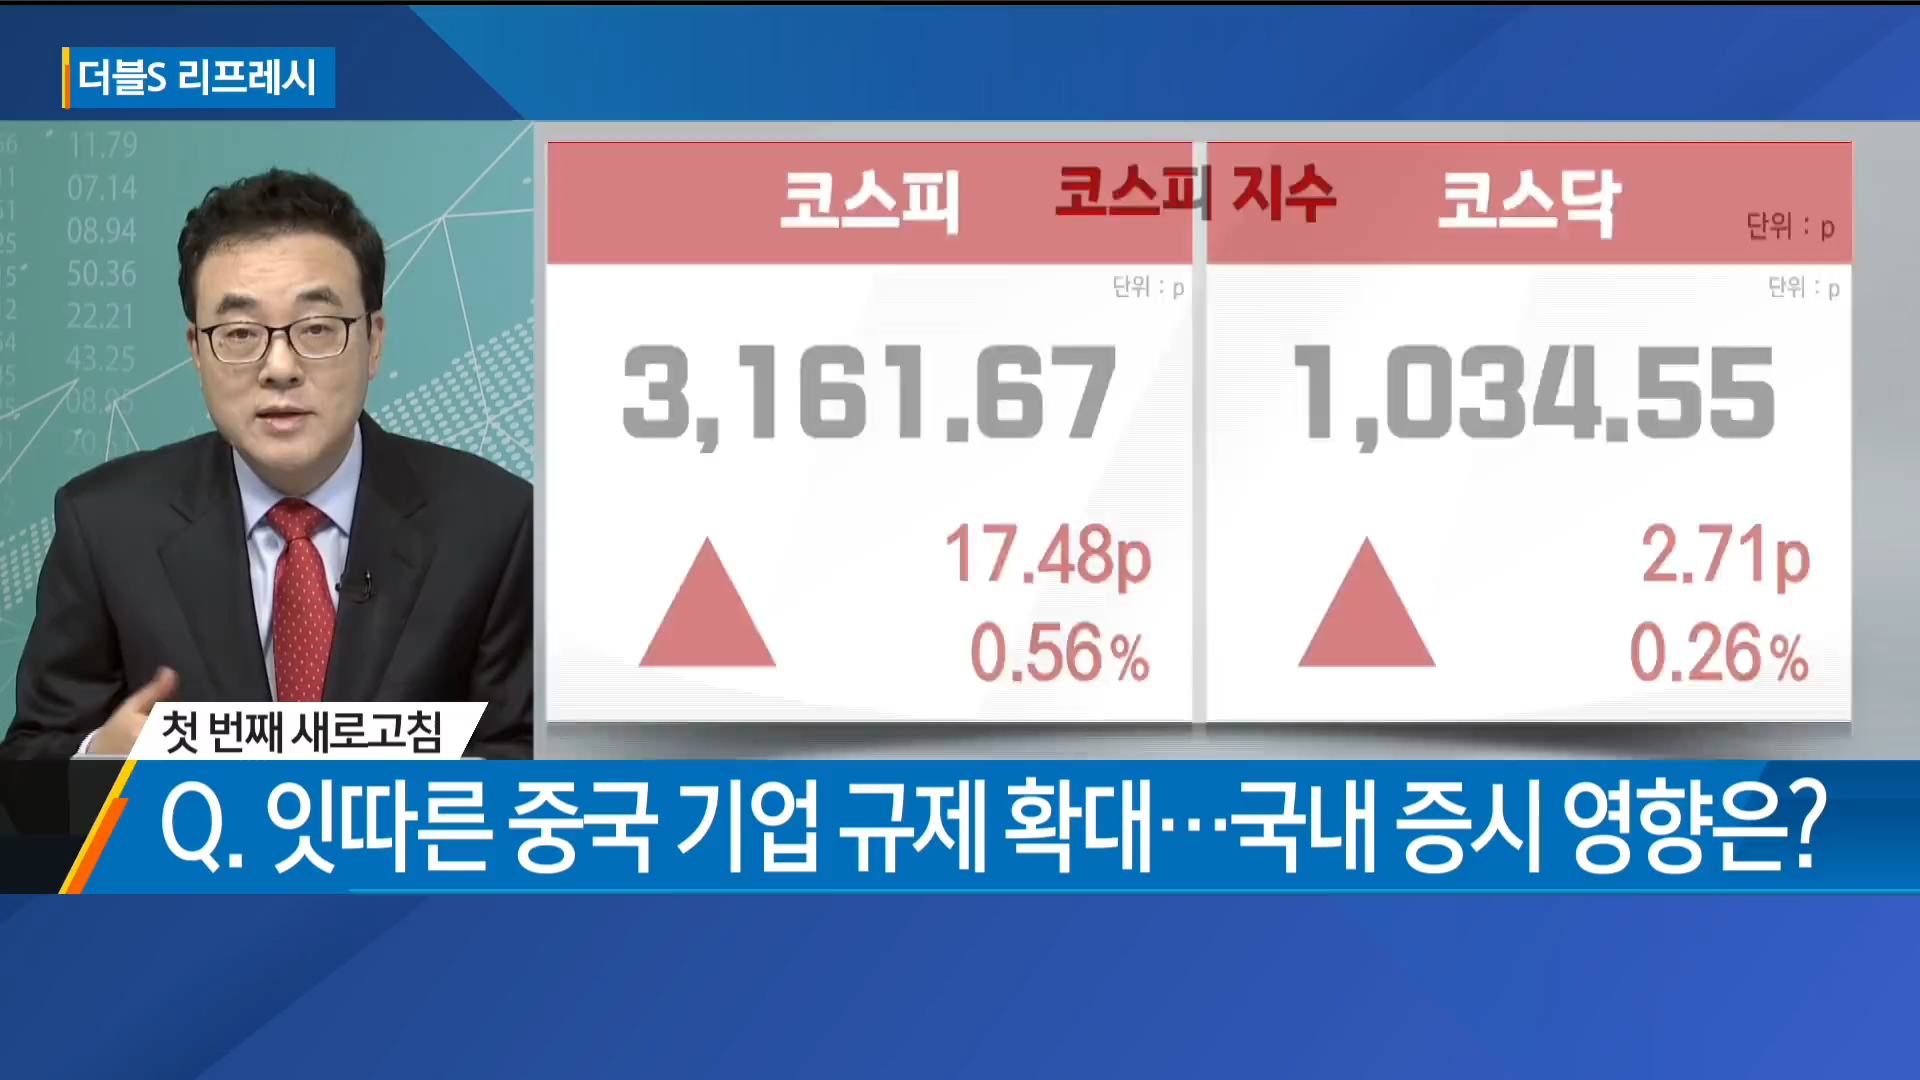 더블S 리프레시
11.79
07.14
08.94
50.36
22.21
43.25
코스피
코스피 지수
코스닥
단위 : p
단위 : p
단위 : p
3,161.67
1,034.55
17.48p
0.56%
2.71p
0.26%
첫 번째 새로고침
Q. 잇따른 중국 기업 규제 확대…국내 증시 영향은?